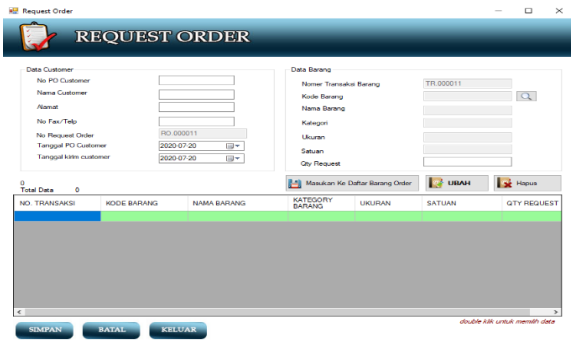 Request Order
REQUEST ORDER
Data Customer
No PO Customer
Nama Customer
Alamat
No Fax/Telp
No Request Order RO.000011
Tanggal PO Customer 2020-07-20
Tanggal kirim customer 2020-07-20
Data Barang
Nomer Transaksi Barang TR.000011
Kode Barang
Nama Barang
Kategori
Ukuran
Satuan
Qty Request
0
Total Data 0
Masukan Ke Daftar Barang Order UBAH Hapus
NO. TRANSAKSI KODE BARANG NAMA BARANG KATEGORY BARANG UKURAN SATUAN QTY REQUEST
double klik untuk memilih data
SIMPAN BATAL KELUAR